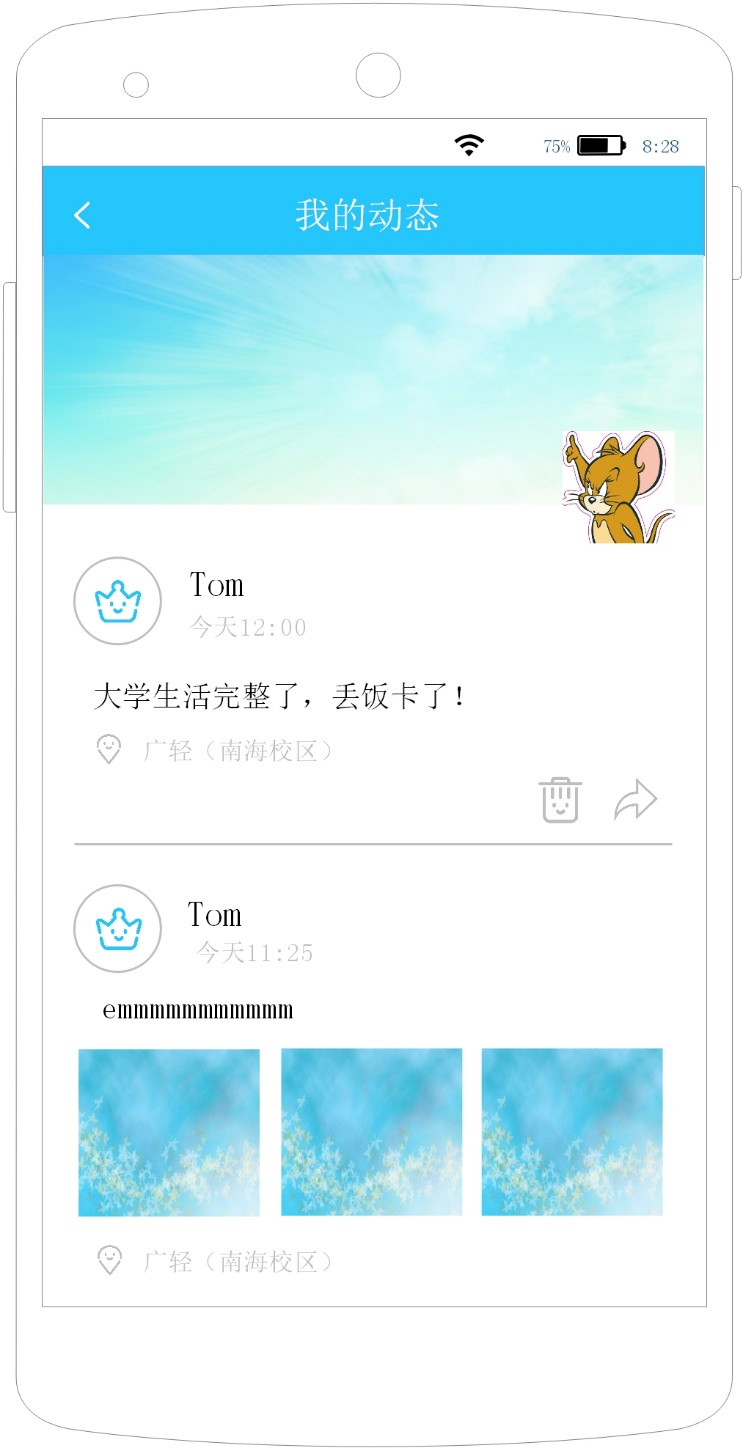 75% 8:28
我的动态
Tom
今天12:00
大学生活完整了，丢饭卡了！
广轻（南海校区）
Tom
今天11:25
emmmmmmmmmmm
广轻（南海校区）